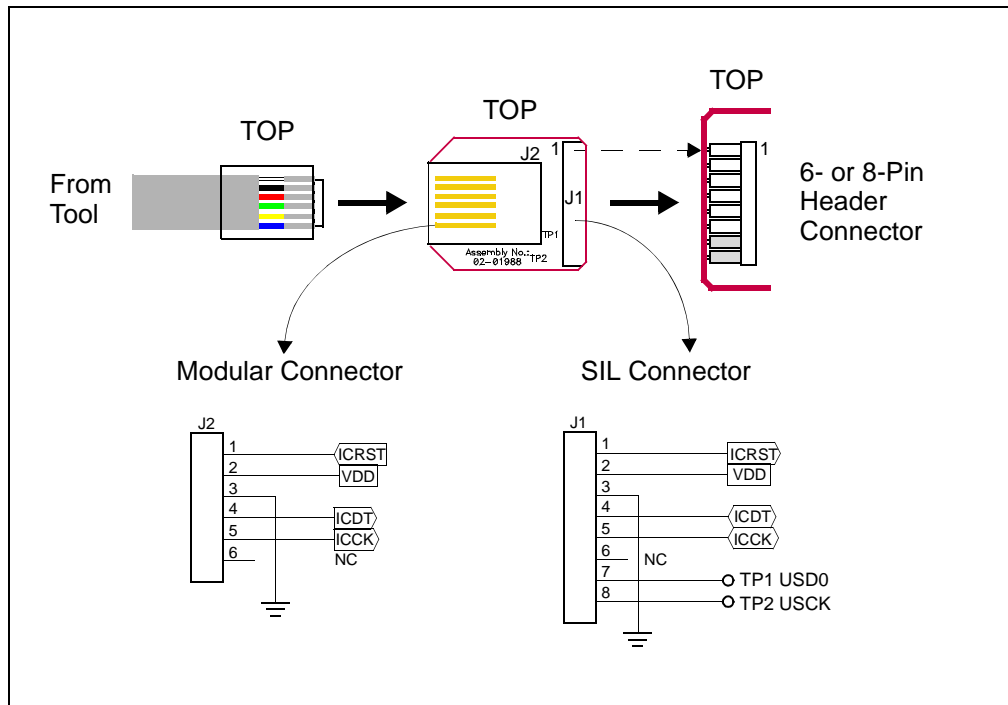 TOP
TOP
TOP
From
Tool
J2
1
J1
TP1
Assembly No.:
02-01988
TP2
1
6- or 8-Pin
Header
Connector
Modular Connector
SIL Connector
J2
1
ICRST
2
VDD
3
4
ICDT
5
ICCK
6
NC
J1
1
ICRST
2
VDD
3
4
ICDT
5
ICCK
6
NC
7
TP1 USD0
8
TP2 USCK